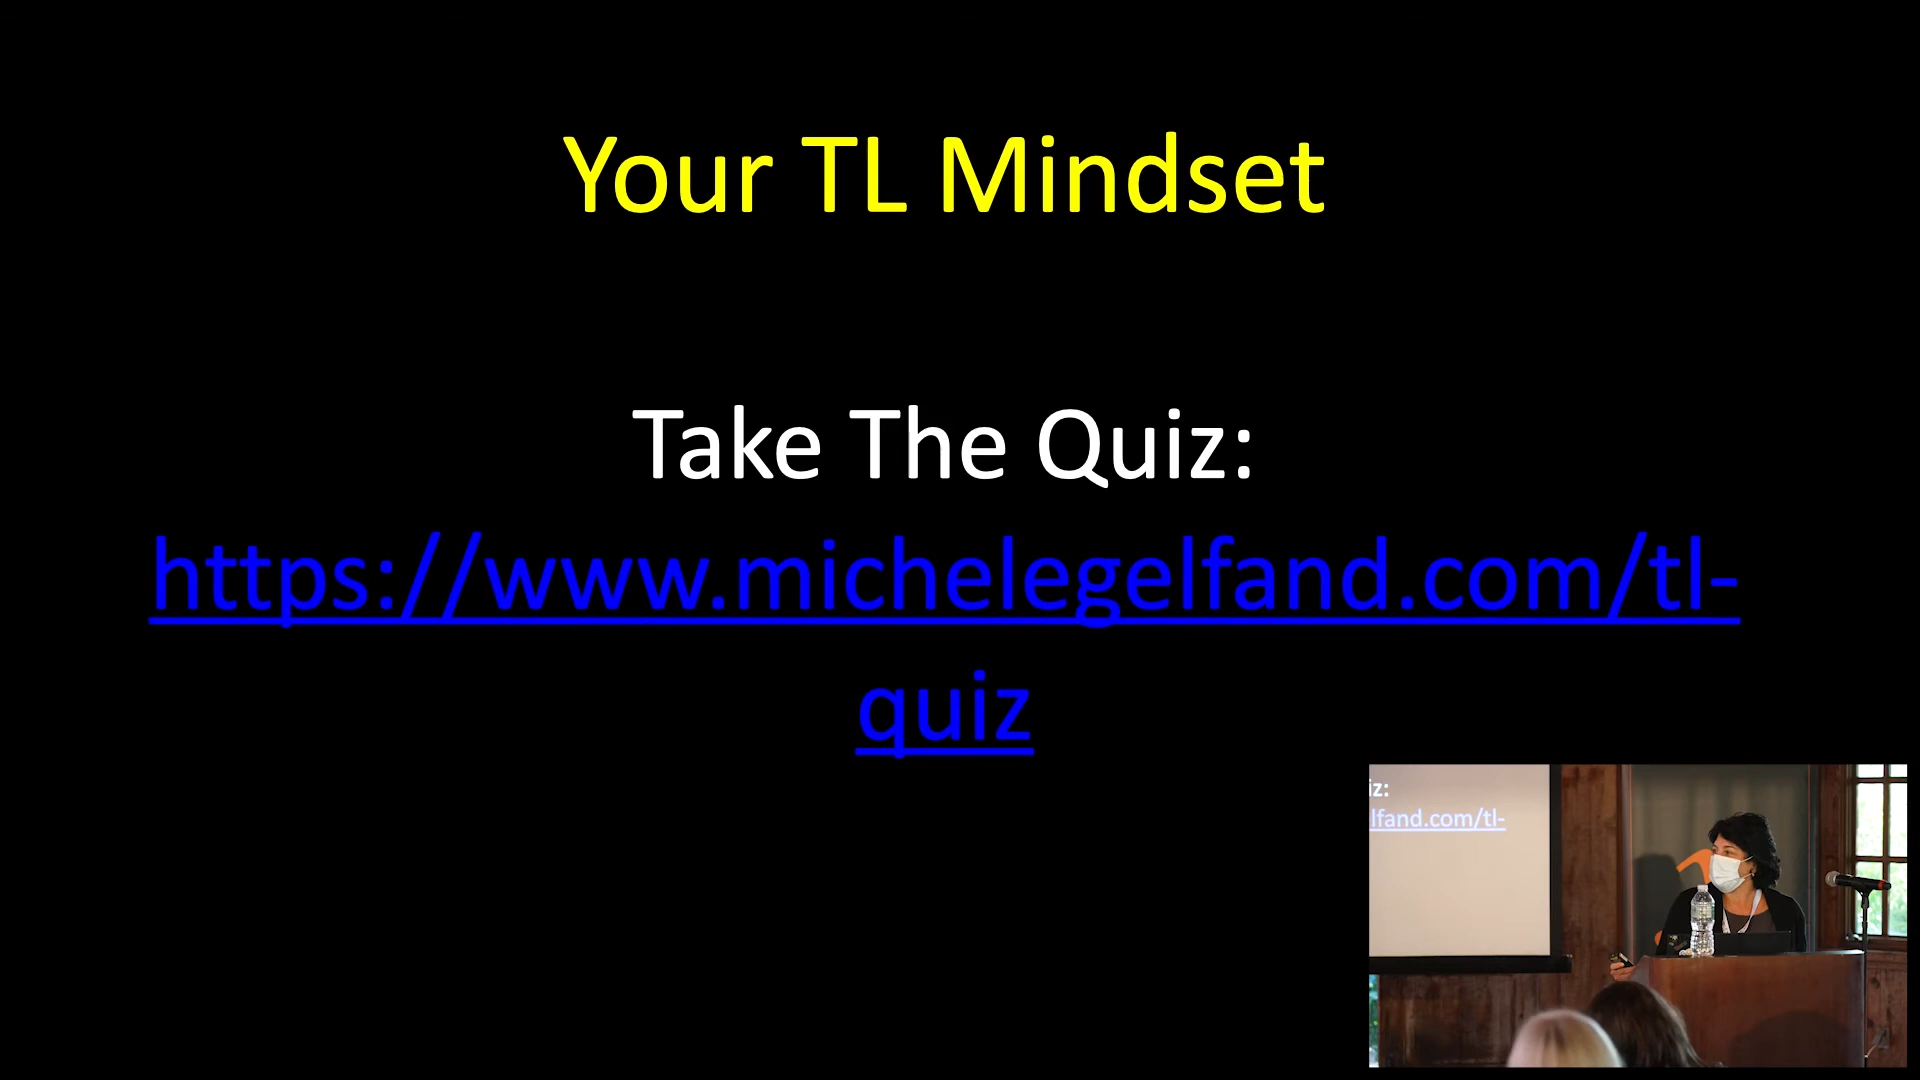 Your TL Mindset
Take The Quiz:
https://www.michelegelfand.com/tl-
quiz
iz:
lfand.com/tl-